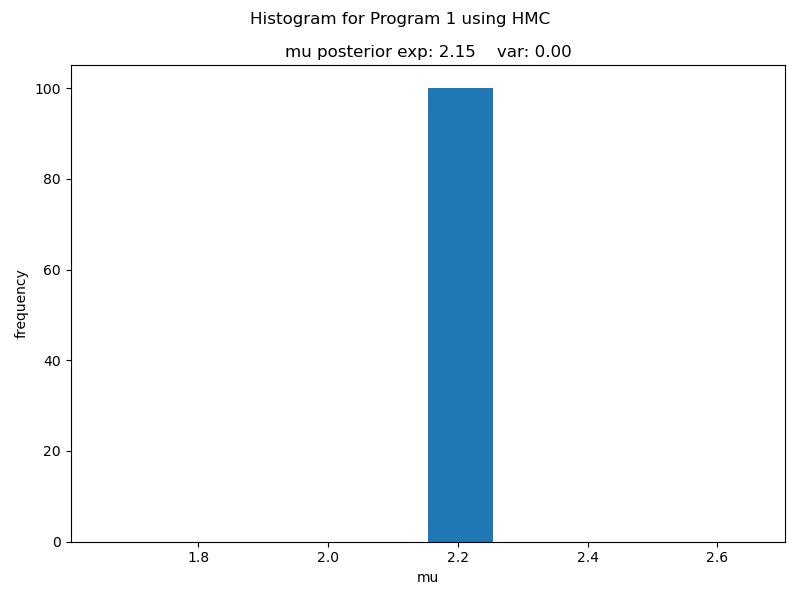 Histogram for Program 1 using HMC
mu posterior exp: 2.15    var: 0.00
100
80
60
40
20
0
frequency
1.8 2.0 2.2 2.4 2.6
mu